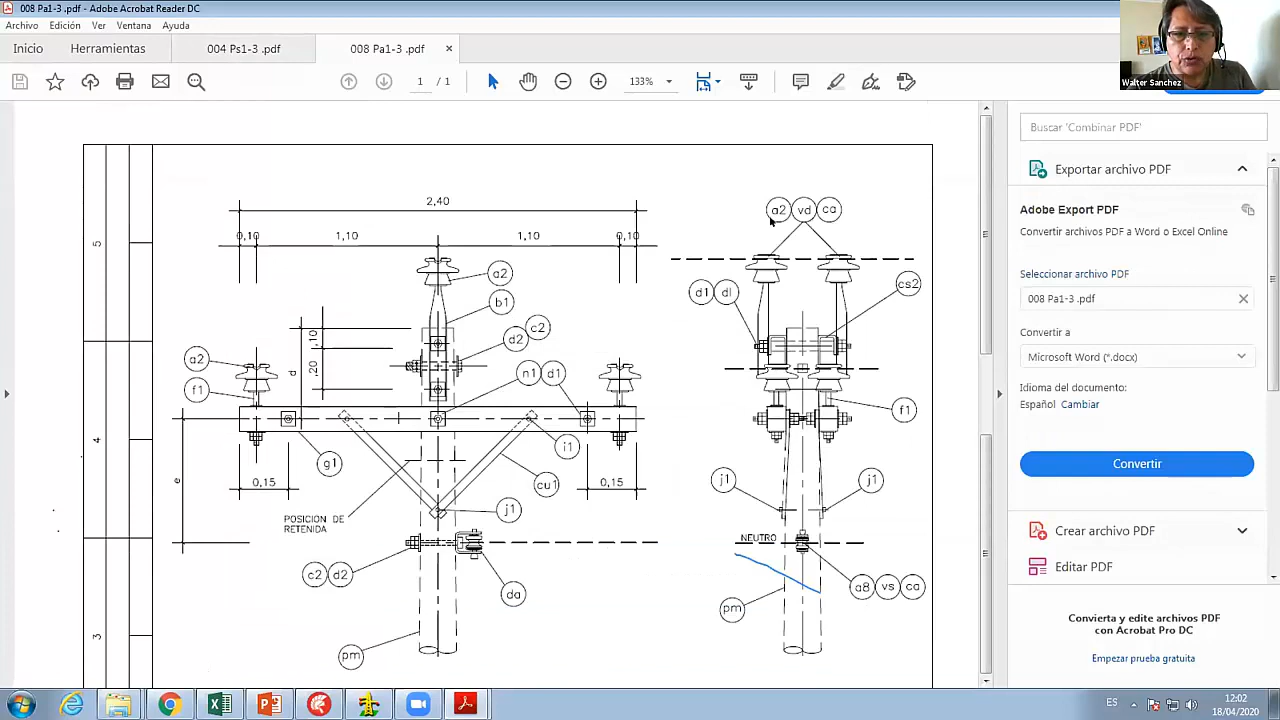 008 Pa1-3 .pdf - Adobe Acrobat Reader DC
Archivo Edición Ver Ventana Ayuda
Inicio Herramientas 004 Ps1-3 .pdf 008 Pa1-3 .pdf ×
1 / 1 133%
Walter Sanchez
Buscar 'Combinar PDF'
Exportar archivo PDF
Adobe Export PDF
Convertir archivos PDF a Word o Excel Online
Seleccionar archivo PDF
008 Pa1-3 .pdf
Convertir a
Microsoft Word (*.docx)
Idioma del documento:
Español Cambiar
Convertir
Crear archivo PDF
Editar PDF
Convierta y edite archivos PDF
con Acrobat Pro DC
Empezar prueba gratuita
5
4
3
2,40
0,10 1,10 1,10 0,10
a2
b1
c2
d2
,10
,20
d
a2
f1
n1 d1
g1
i1
e
0,15
cu1
0,15
j1
POSICION DE
RETENIDA
c2 d2
da
pm
a2 vd ca
d1 dl
cs2
f1
j1
j1
NEUTRO
a8 vs ca
pm
ES
12:02
18/04/2020